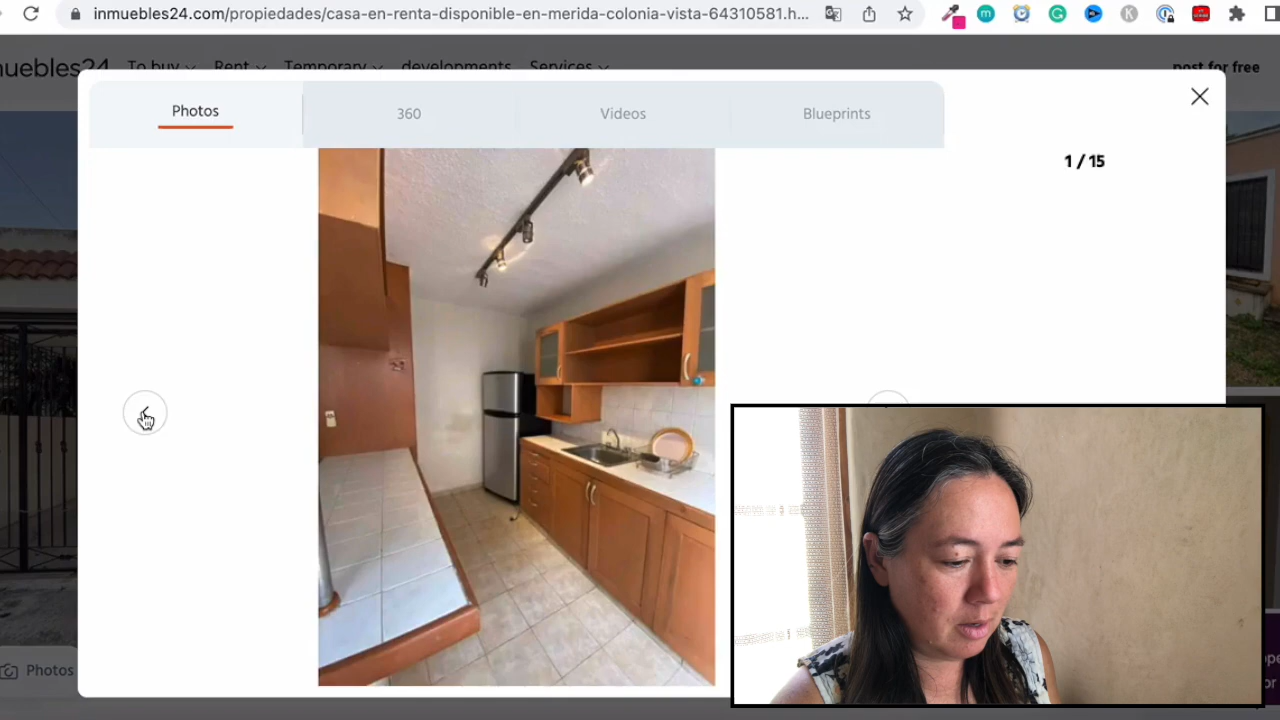 inmuebles24.com/propiedades/casa-en-renta-disponible-en-merida-colonia-vista-64310581.h...
nuebles24 To buy Rent Temporary developments Services post for free
Photos 360 Videos Blueprints
1 / 15
Photos